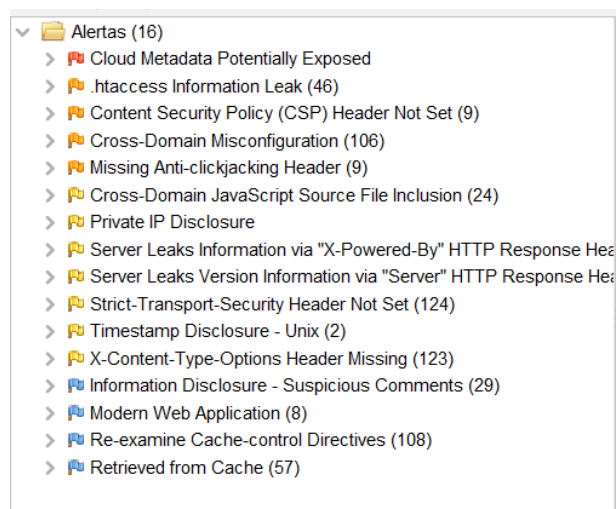 Alertas (16)
Cloud Metadata Potentially Exposed
.htaccess Information Leak (46)
Content Security Policy (CSP) Header Not Set (9)
Cross-Domain Misconfiguration (106)
Missing Anti-clickjacking Header (9)
Cross-Domain JavaScript Source File Inclusion (24)
Private IP Disclosure
Server Leaks Information via "X-Powered-By" HTTP Response Hea
Server Leaks Version Information via "Server" HTTP Response Hea
Strict-Transport-Security Header Not Set (124)
Timestamp Disclosure - Unix (2)
X-Content-Type-Options Header Missing (123)
Information Disclosure - Suspicious Comments (29)
Modern Web Application (8)
Re-examine Cache-control Directives (108)
Retrieved from Cache (57)